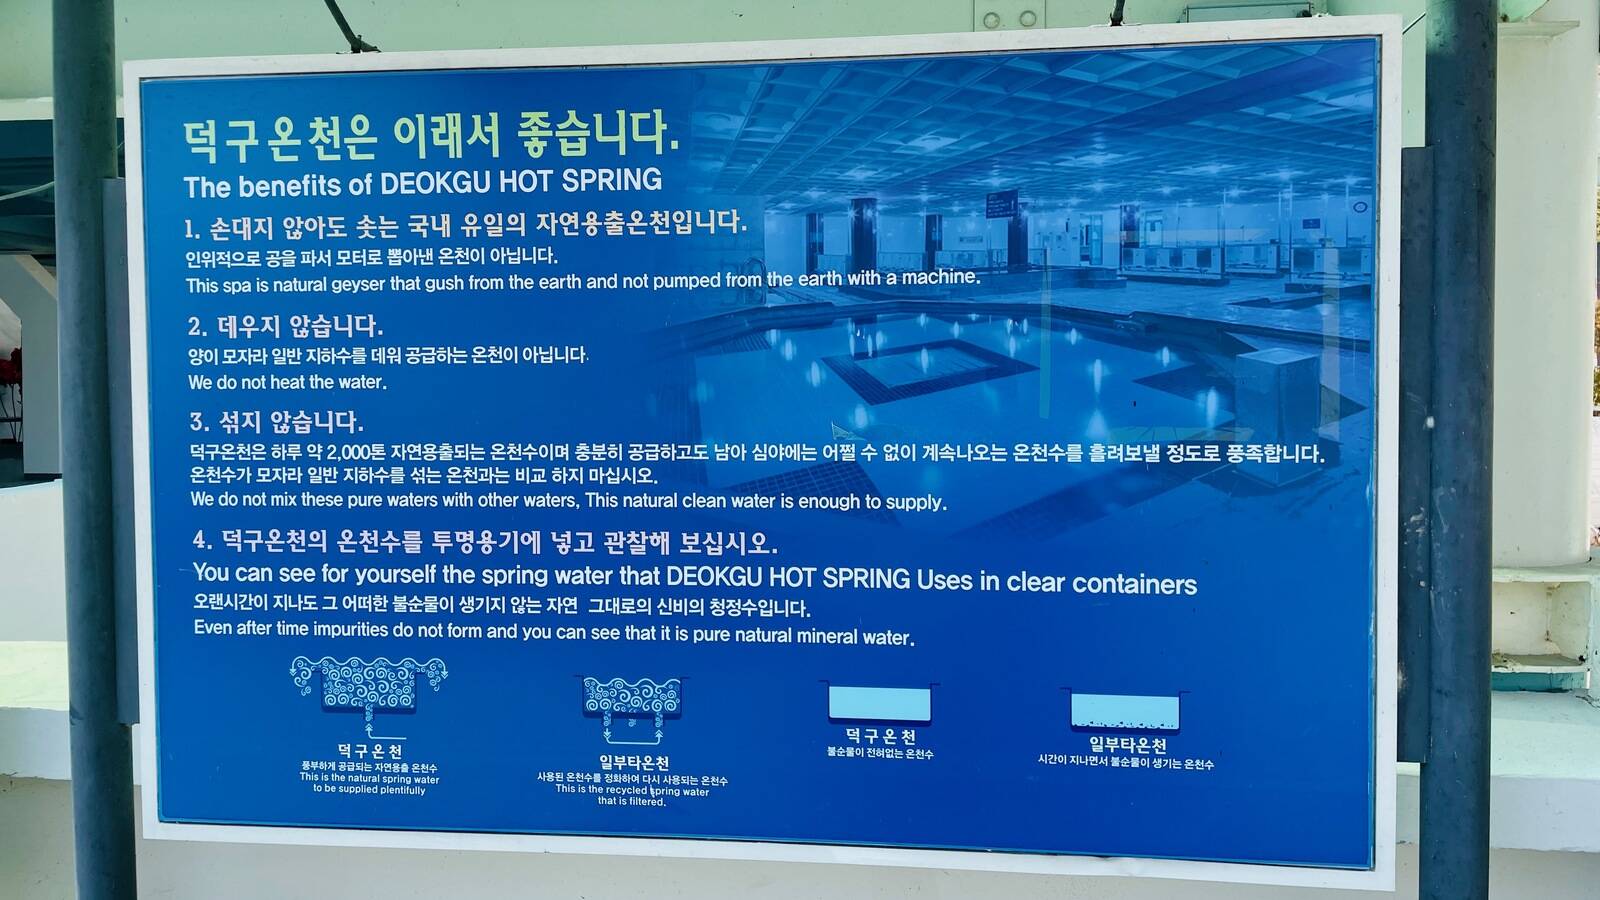 덕구온천은 이래서 좋습니다.
The benefits of DEOKGU HOT SPRING
1. 손대지 않아도 솟는 국내 유일의 자연용출온천입니다.
인위적으로 공을 파서 모터로 뽑아낸 온천이 아닙니다.
This spa is natural geyser that gush from the earth and not pumped from the earth with a machine.
2. 데우지 않습니다.
양이 모자라 일반 지하수를 데워 공급하는 온천이 아닙니다.
We do not heat the water.
3. 섞지 않습니다.
덕구온천은 하루 약 2,000톤 자연용출되는 온천수이며 충분히 공급하고도 남아 심야에는 어쩔 수 없이 계속나오는 온천수를 흘려보낼 정도로 풍족합니다.
온천수가 모자라 일반 지하수를 섞는 온천과는 비교 하지 마십시오.
We do not mix these pure waters with other waters, This natural clean water is enough to supply.
4. 덕구온천의 온천수를 투명용기에 넣고 관찰해 보십시오.
You can see for yourself the spring water that DEOKGU HOT SPRING Uses in clear containers
오랜시간이 지나도 그 어떠한 불순물이 생기지 않는 자연 그대로의 신비의 청정수입니다.
Even after time impurities do not form and you can see that it is pure natural mineral water.
덕구온천
풍부하게 공급되는 자연용출 온천수
This is the natural spring water
to be supplied plentifully
일부타온천
사용된 온천수를 정화하여 다시 사용되는 온천수
This is the recycled spring water
that is filtered.
덕구온천
불순물이 전혀없는 온천수
일부타온천
시간이 지나면서 불순물이 생기는 온천수